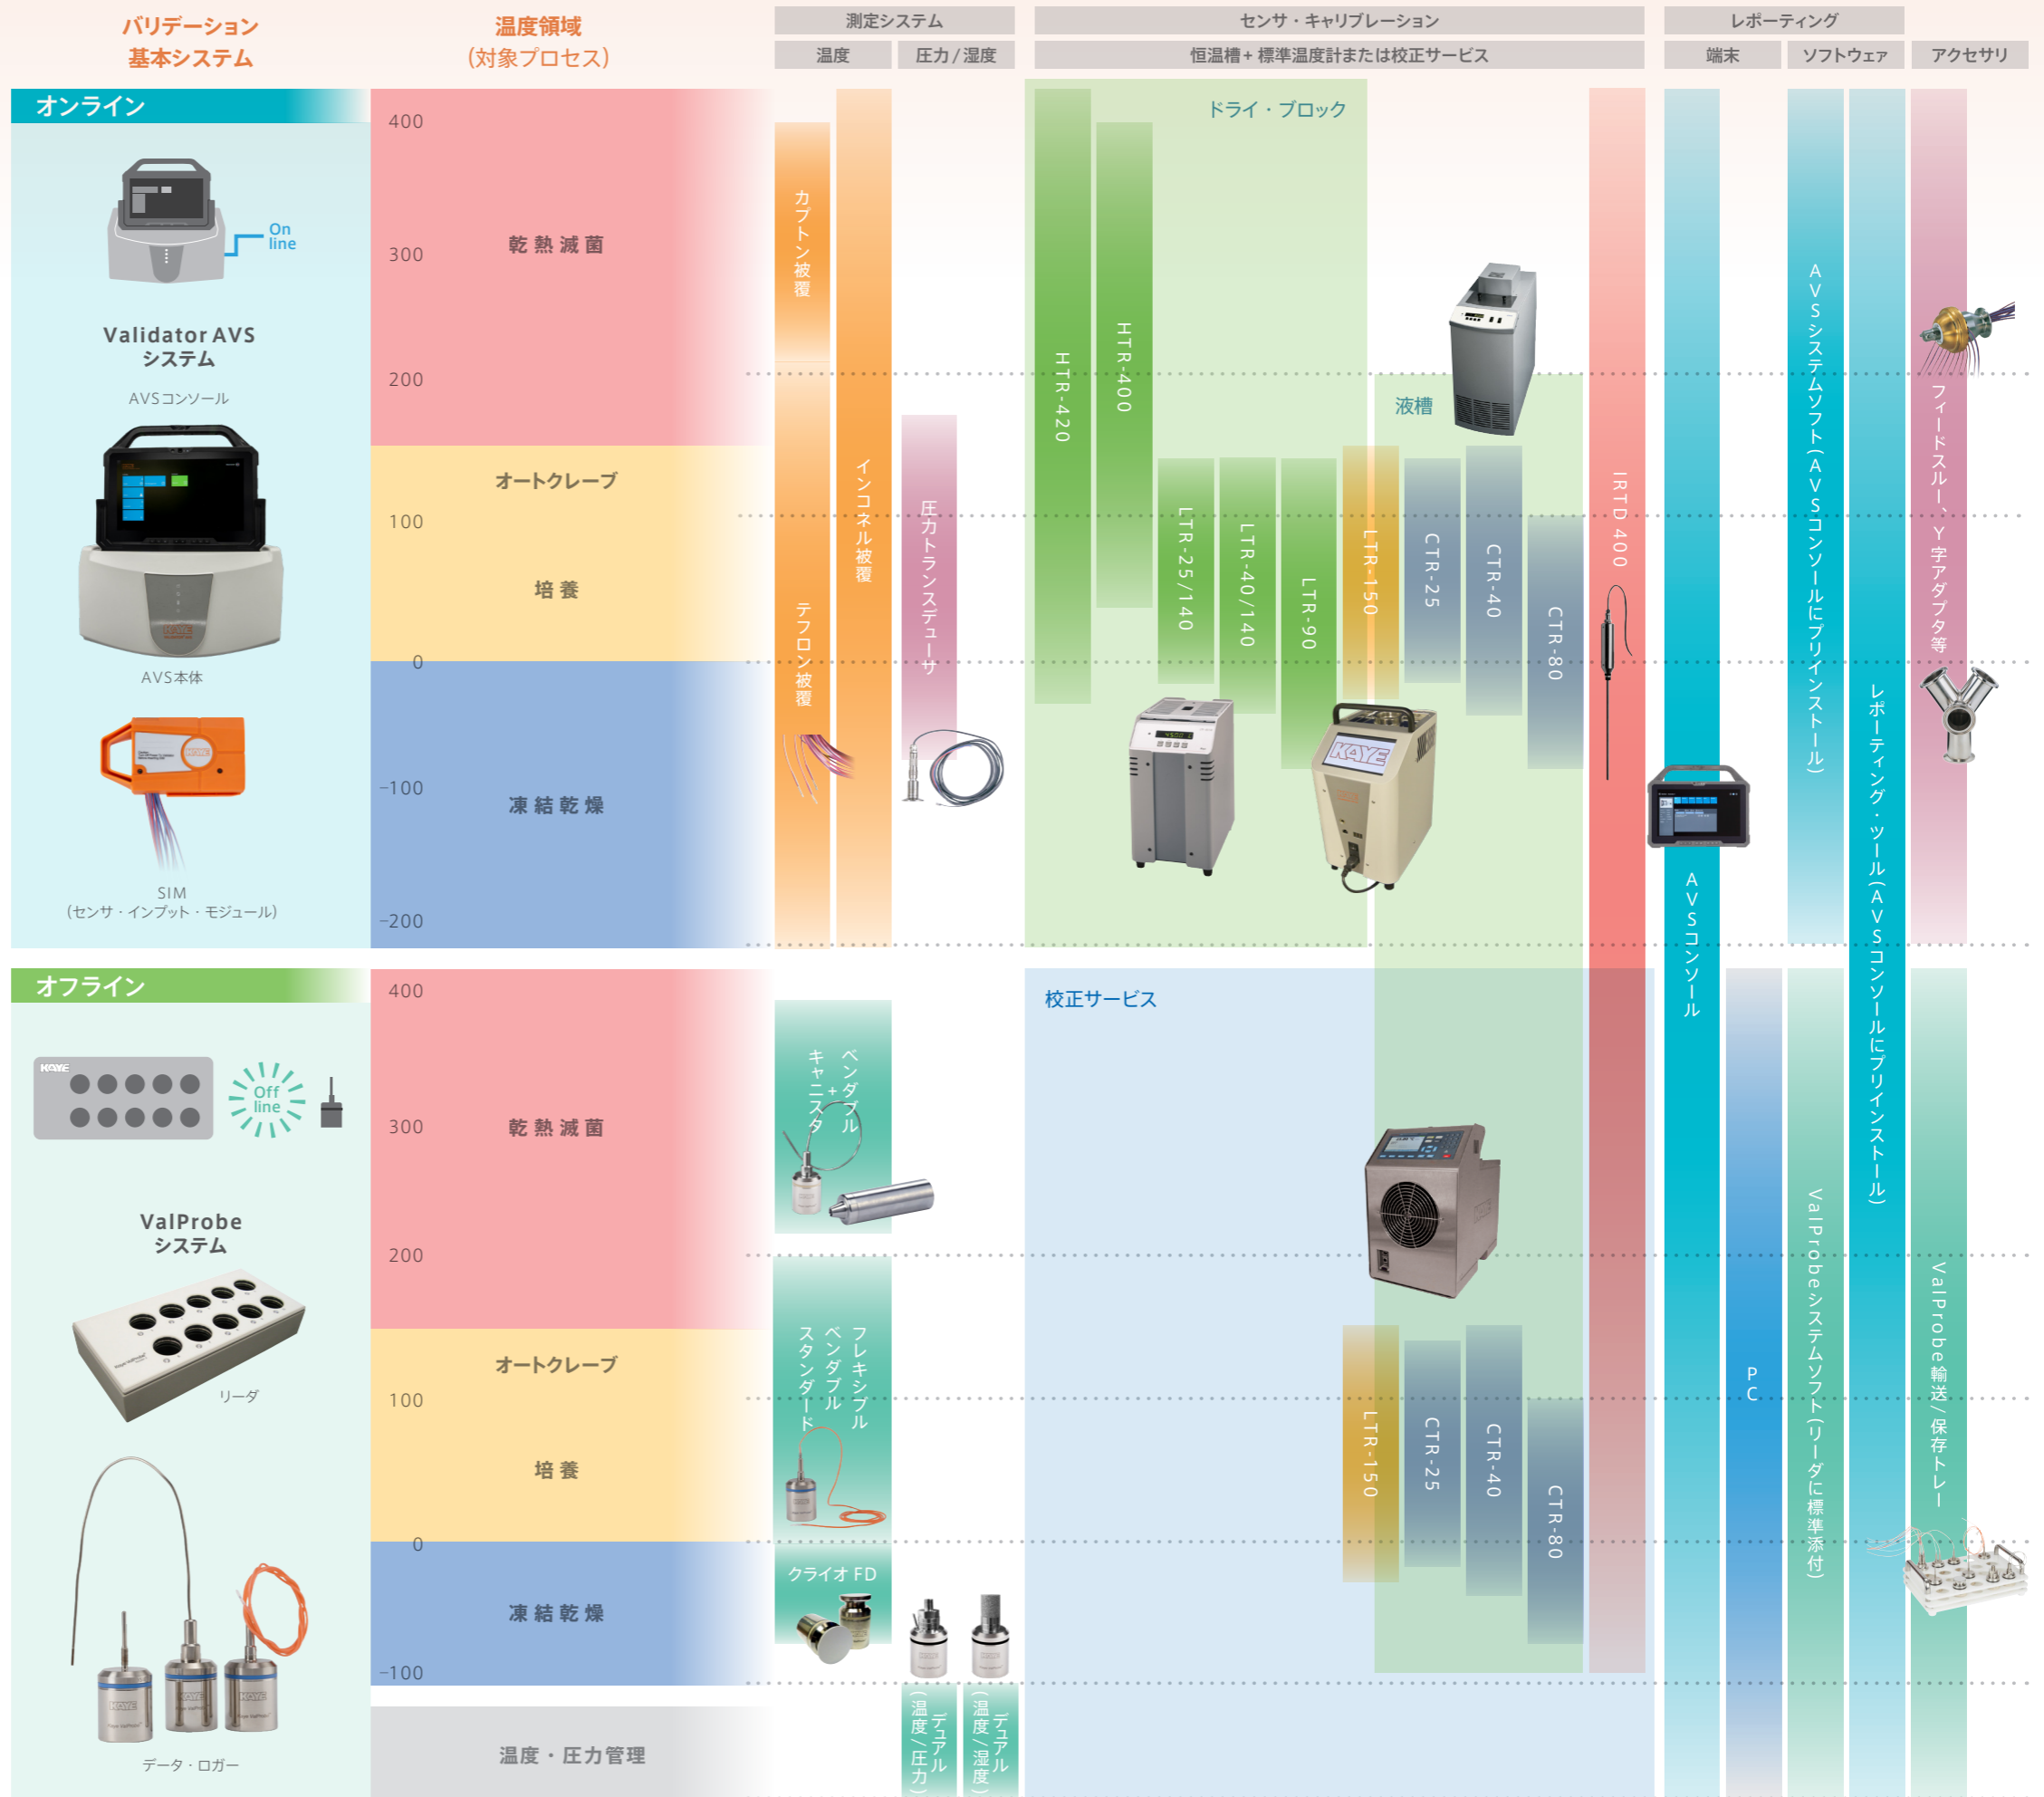 バリデーション
基本システム
温度領域
(対象プロセス)
測定システム
センサ・キャリブレーション
レポーティング
温度
圧力/湿度
恒温槽+標準温度計または校正サービス
端末
ソフトウェア
アクセサリ
オンライン
On
line
Validator AVS
システム
AVSコンソール
KAYE
AVS本体
KAYE
SIM
(センサ・インプット・モジュール)
400
300
200
100
0
−100
−200
乾熱滅菌
オートクレーブ
培養
凍結乾燥
カプトン被覆
テフロン被覆
インコネル被覆
圧力トランスデューサ
ドライ・ブロック
HTR-420
HTR-400
LTR-25/140
LTR-40/140
LTR-90
液槽
LTR-150
CTR-25
CTR-40
CTR-80
KAYE
IRTD 400
AVSコンソール
AVSシステムソフト(AVSコンソールにプリインストール)
レポーティング・ツール(AVSコンソールにプリインストール)
フィードスルー、Y字アダプタ等
オフライン
KAYE
Off
line
ValProbe
システム
リーダ
KAYE
KAYE
KAYE
データ・ロガー
400
300
200
100
0
−100
乾熱滅菌
オートクレーブ
培養
凍結乾燥
温度・圧力管理
ベンダブル
+
キャニスタ
フレキシブル
ベンダブル
スタンダード
クライオ FD
デュアル
(温度/圧力)
デュアル
(温度/湿度)
校正サービス
LTR-150
CTR-25
CTR-40
CTR-80
PC
ValProbeシステムソフト(リーダに標準添付)
ValProbe輸送/保存トレー